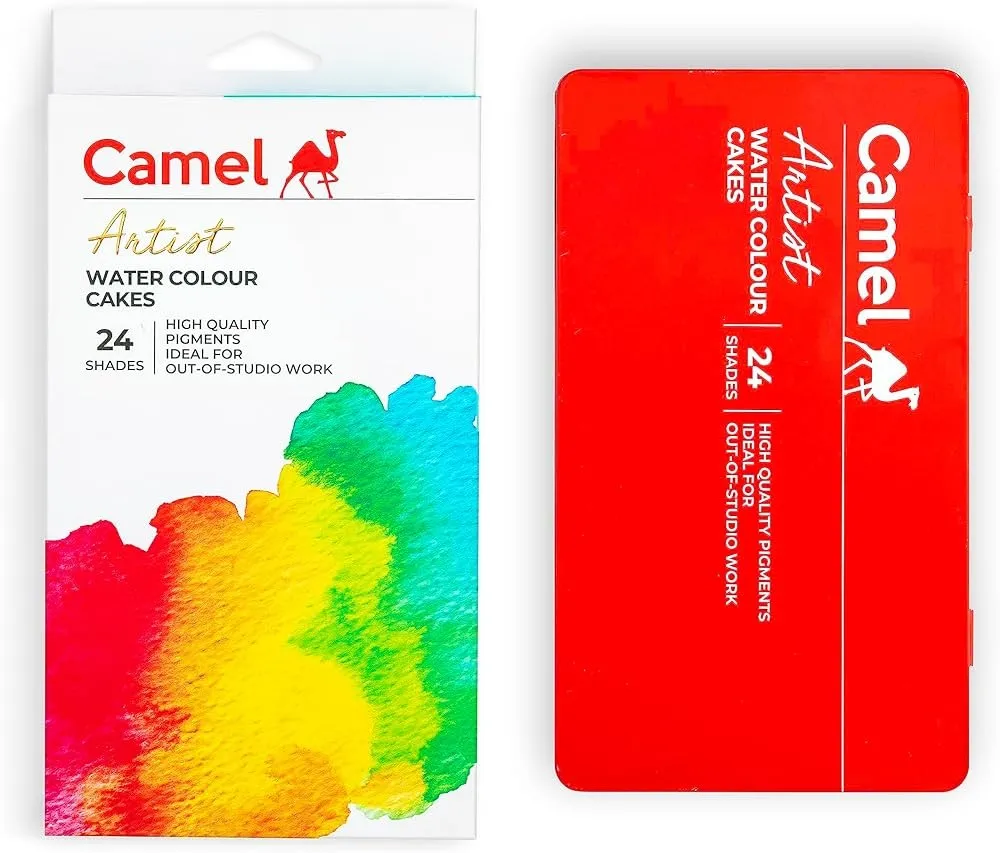 Camel
Artist
WATER COLOUR
CAKES
24
SHADES
HIGH QUALITY
PIGMENTS
IDEAL FOR
OUT-OF-STUDIO WORK
Camel
Artist
WATER COLOUR
CAKES
24
SHADES
HIGH QUALITY PIGMENTS
IDEAL FOR
OUT-OF-STUDIO WORK